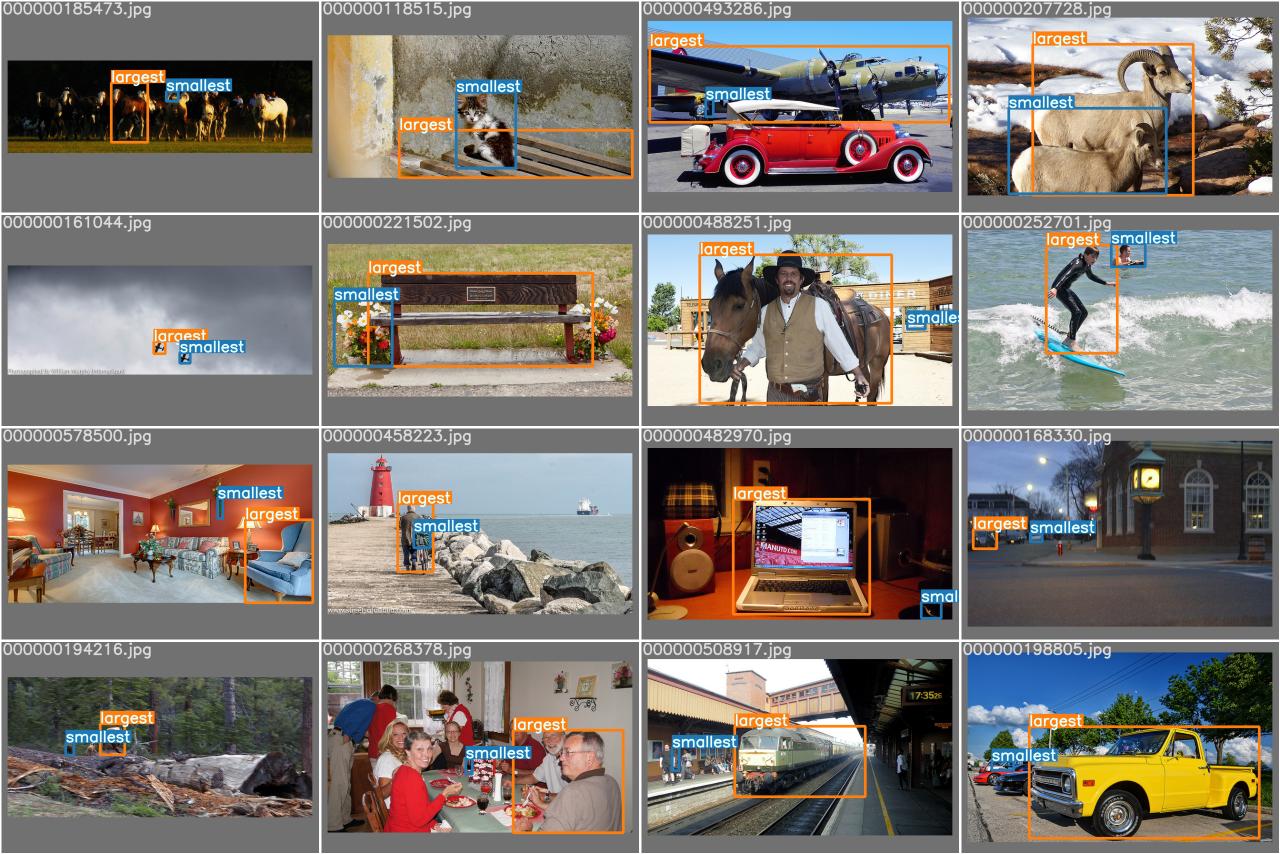 000000185473.jpg
largest
smallest
000000118515.jpg
smallest
largest
000000493286.jpg
largest
smallest
000000207728.jpg
largest
smallest
000000161044.jpg
largest
smallest
000000221502.jpg
largest
smallest
000000488251.jpg
largest
DINER
smalles
000000252701.jpg
largest
smallest
000000578500.jpg
smallest
largest
000000458223.jpg
largest
smallest
000000482970.jpg
largest
MANUTD.COM
smal
000000168330.jpg
largest
smallest
000000194216.jpg
largest
smallest
000000268378.jpg
largest
smallest
000000508917.jpg
17:35
largest
smallest
000000198805.jpg
largest
smallest